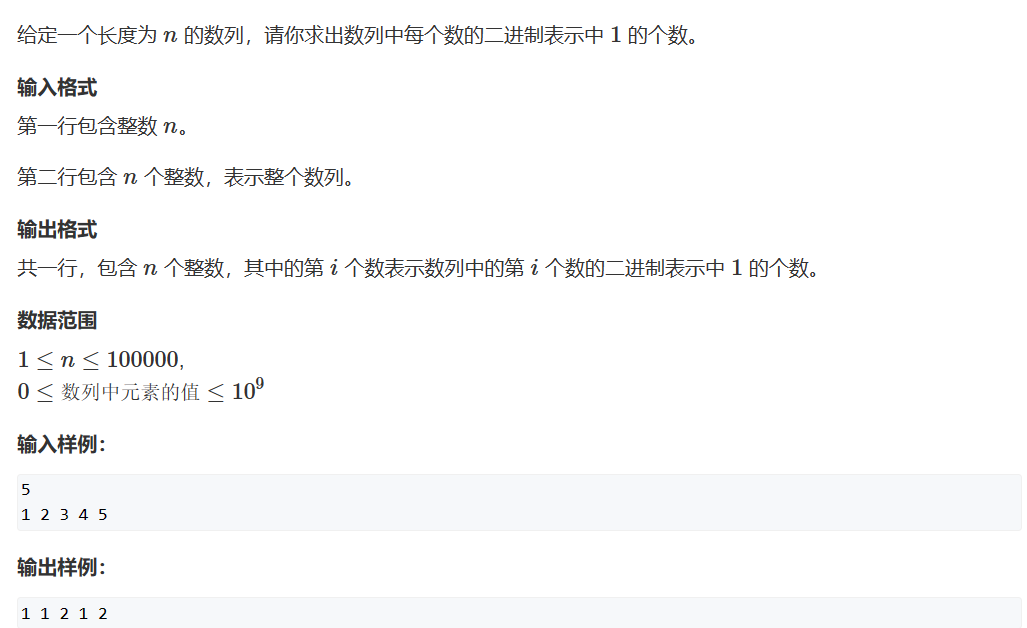 给定一个长度为 n 的数列，请你求出数列中每个数的二进制表示中 1 的个数。
输入格式
第一行包含整数 n。
第二行包含 n 个整数，表示整个数列。
输出格式
共一行，包含 n 个整数，其中的第 i 个数表示数列中的第 i 个数的二进制表示中 1 的个数。
数据范围
1 ≤ n ≤ 100000,
0 ≤ 数列中元素的值 ≤ 10⁹
输入样例：
5
1 2 3 4 5
输出样例：
1 1 2 1 2